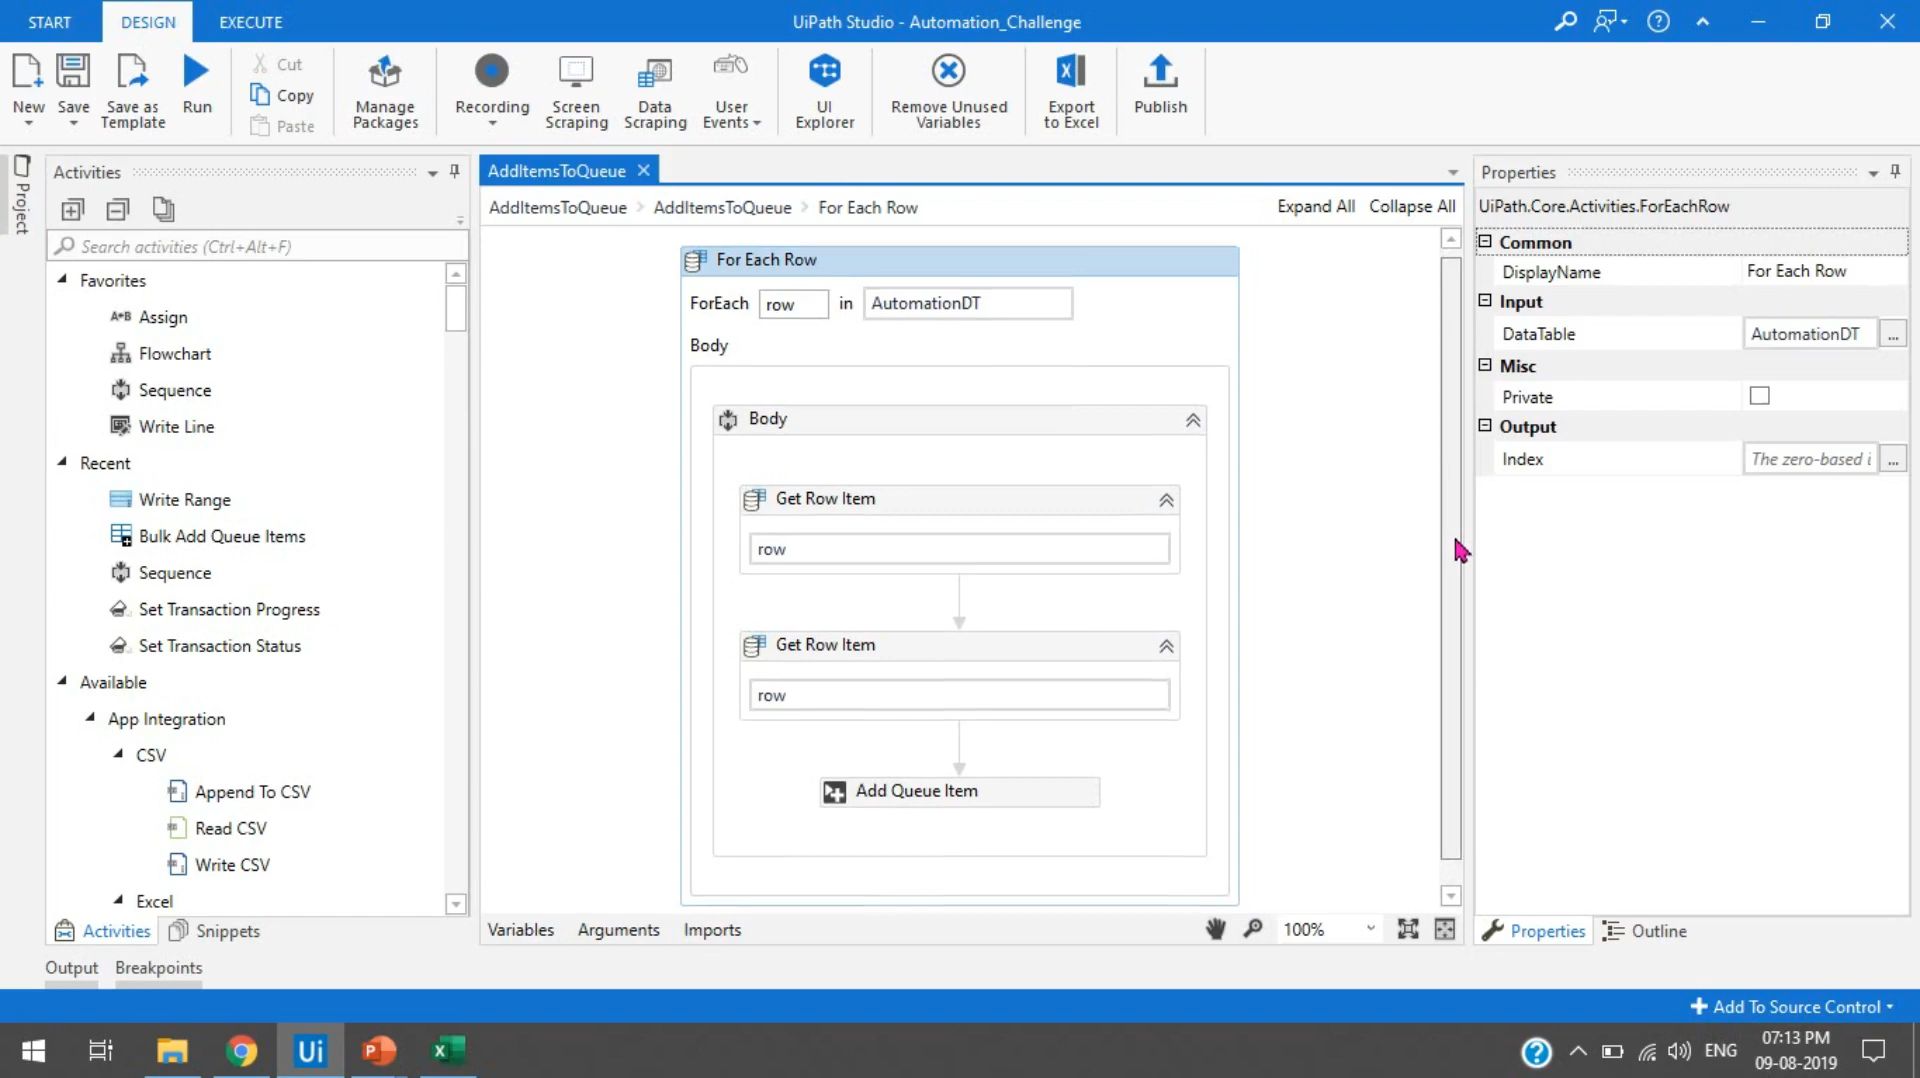 START
DESIGN
EXECUTE
UiPath Studio - Automation_Challenge
New
Save
Save as
Template
Run
Cut
Copy
Paste
Manage
Packages
Recording
Screen
Scraping
Data
Scraping
User
Events
UI
Explorer
Remove Unused
Variables
Export
to Excel
Publish
Project
Activities
Search activities (Ctrl+Alt+F)
Favorites
A*B Assign
Flowchart
Sequence
Write Line
Recent
Write Range
Bulk Add Queue Items
Sequence
Set Transaction Progress
Set Transaction Status
Available
App Integration
CSV
Append To CSV
Read CSV
Write CSV
Excel
Activities
Snippets
AddItemsToQueue
AddItemsToQueue > AddItemsToQueue > For Each Row
Expand All
Collapse All
For Each Row
ForEach row in AutomationDT
Body
Body
Get Row Item
row
Get Row Item
row
Add Queue Item
Variables
Arguments
Imports
100%
Properties
UiPath.Core.Activities.ForEachRow
Common
DisplayName For Each Row
Input
DataTable AutomationDT ...
Misc
Private
Output
Index The zero-based i ...
Properties
Outline
Output
Breakpoints
Add To Source Control
Ui
P
X
ENG
07:13 PM
09-08-2019